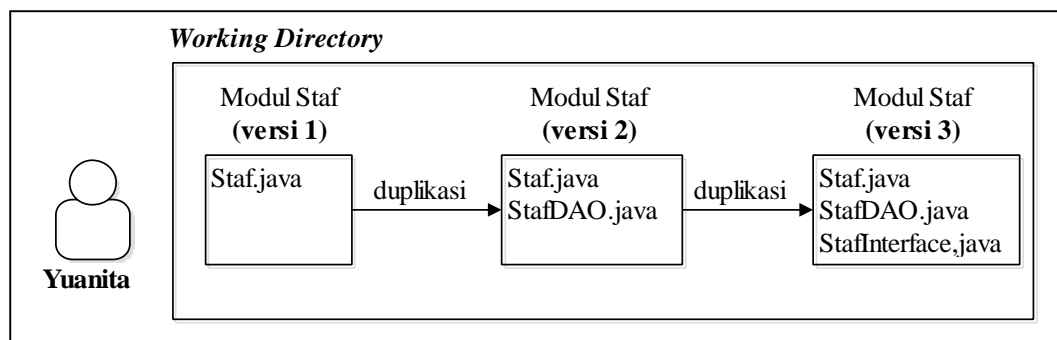 Working Directory
Modul Staf
(versi 1)
Staf.java
duplikasi
Modul Staf
(versi 2)
Staf.java
StafDAO.java
duplikasi
Modul Staf
(versi 3)
Staf.java
StafDAO.java
StafInterface,java
Yuanita